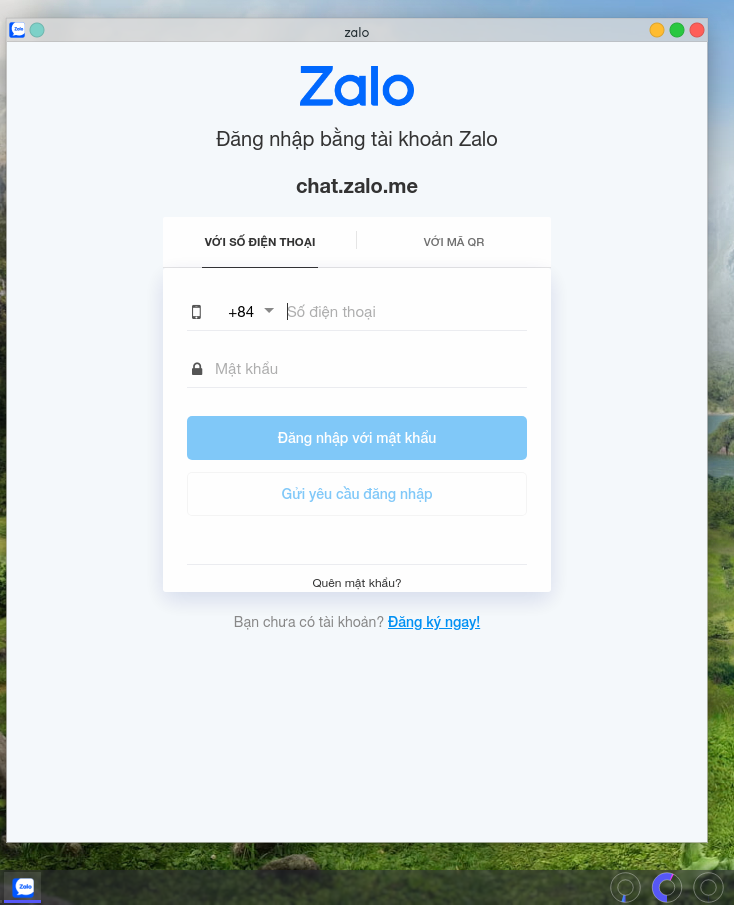 zalo
Zalo
Đăng nhập bằng tài khoản Zalo
chat.zalo.me
VỚI SỐ ĐIỆN THOẠI
VỚI MÃ QR
+84 Số điện thoại
Mật khẩu
Đăng nhập với mật khẩu
Gửi yêu cầu đăng nhập
Quên mật khẩu?
Bạn chưa có tài khoản? Đăng ký ngay!
Zalo